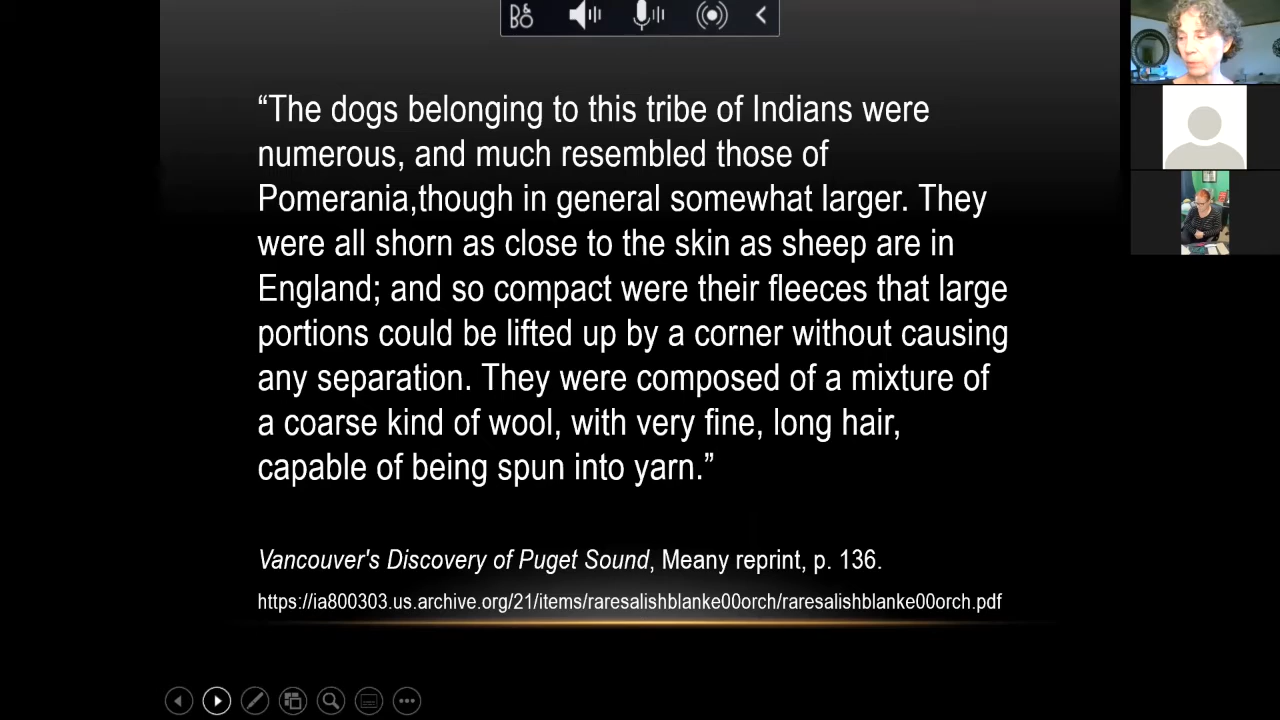 “The dogs belonging to this tribe of Indians were
numerous, and much resembled those of
Pomerania,though in general somewhat larger. They
were all shorn as close to the skin as sheep are in
England; and so compact were their fleeces that large
portions could be lifted up by a corner without causing
any separation. They were composed of a mixture of
a coarse kind of wool, with very fine, long hair,
capable of being spun into yarn.”
Vancouver's Discovery of Puget Sound, Meany reprint, p. 136.
https://ia800303.us.archive.org/21/items/raresalishblanke00orch/raresalishblanke00orch.pdf